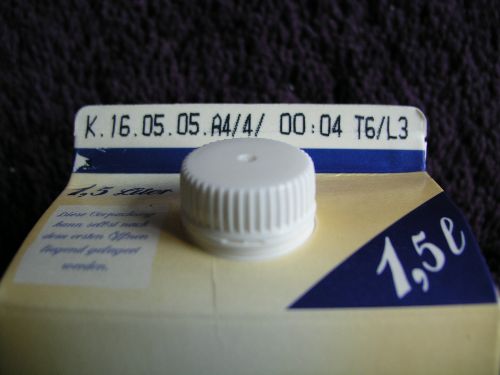 K.16.05.05.A4/4/ 00:04 T6/L3
1,5 Liter
Diese Verpackung
kann selbst nach
dem ersten Öffnen
liegend gelagert
werden.
1,5 l